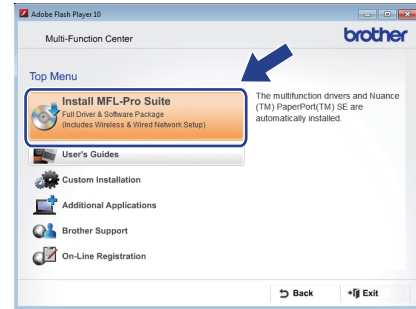 Adobe Flash Player 10
Multi-Function Center
brother
Top Menu
Install MFL-Pro Suite
Full Driver & Software Package
(Includes Wireless & Wired Network Setup)
The multifunction drivers and Nuance
(TM) PaperPort(TM) SE are
automatically installed.
User's Guides
Custom Installation
Additional Applications
Brother Support
On-Line Registration
Back
Exit